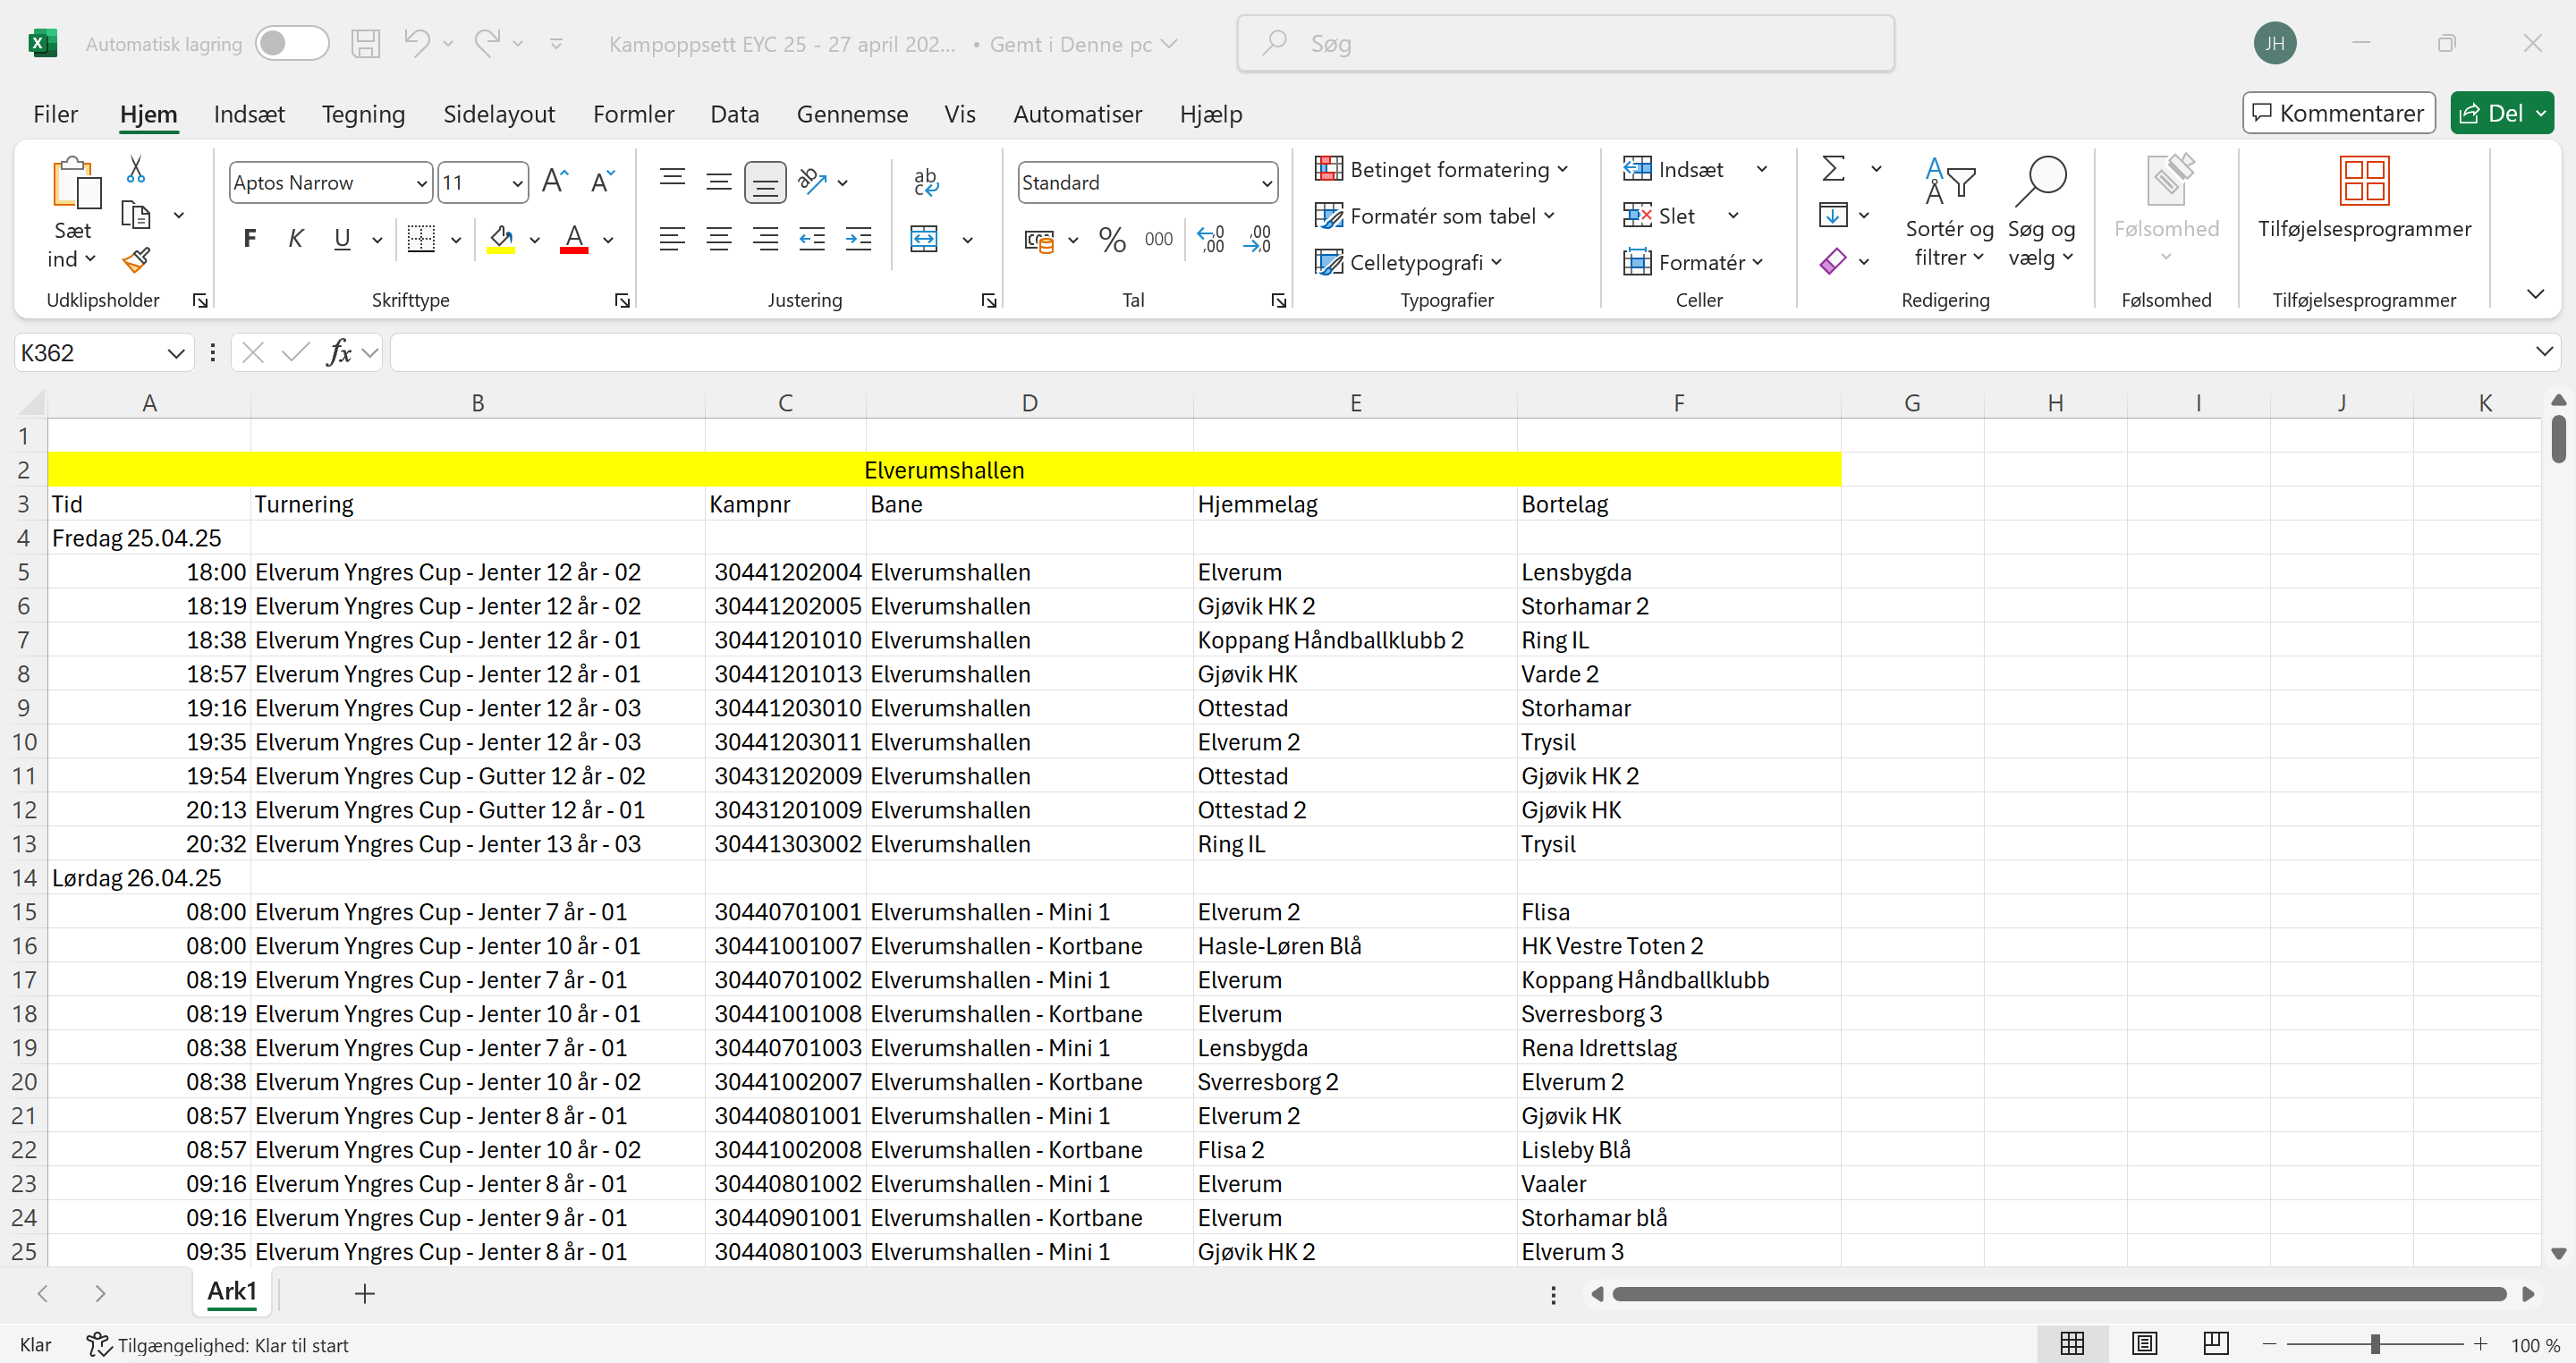 Automatisk lagring Kampoppsett EYC 25 - 27 april 202... • Gemt i Denne pc Søg JH
Filer Hjem Indsæt Tegning Sidelayout Formler Data Gennemse Vis Automatiser Hjælp Kommentarer Del
Sæt ind
Udklipsholder
Aptos Narrow 11
F K U
Skrifttype
Justering
Standard
% 000
Tal
Betinget formatering
Formatér som tabel
Celletypografi
Typografier
Indsæt
Slet
Formatér
Celler
Sortér og filtrer
Søg og vælg
Redigering
Følsomhed
Følsomhed
Tilføjelsesprogrammer
Tilføjelsesprogrammer
K362 fx
A B C D E F G H I J K
1
2 Elverumshallen
3 Tid Turnering Kampnr Bane Hjemmelag Bortelag
4 Fredag 25.04.25
5 18:00 Elverum Yngres Cup - Jenter 12 år - 02 30441202004 Elverumshallen Elverum Lensbygda
6 18:19 Elverum Yngres Cup - Jenter 12 år - 02 30441202005 Elverumshallen Gjøvik HK 2 Storhamar 2
7 18:38 Elverum Yngres Cup - Jenter 12 år - 01 30441201010 Elverumshallen Koppang Håndballklubb 2 Ring IL
8 18:57 Elverum Yngres Cup - Jenter 12 år - 01 30441201013 Elverumshallen Gjøvik HK Varde 2
9 19:16 Elverum Yngres Cup - Jenter 12 år - 03 30441203010 Elverumshallen Ottestad Storhamar
10 19:35 Elverum Yngres Cup - Jenter 12 år - 03 30441203011 Elverumshallen Elverum 2 Trysil
11 19:54 Elverum Yngres Cup - Gutter 12 år - 02 30431202009 Elverumshallen Ottestad Gjøvik HK 2
12 20:13 Elverum Yngres Cup - Gutter 12 år - 01 30431201009 Elverumshallen Ottestad 2 Gjøvik HK
13 20:32 Elverum Yngres Cup - Jenter 13 år - 03 30441303002 Elverumshallen Ring IL Trysil
14 Lørdag 26.04.25
15 08:00 Elverum Yngres Cup - Jenter 7 år - 01 30440701001 Elverumshallen - Mini 1 Elverum 2 Flisa
16 08:00 Elverum Yngres Cup - Jenter 10 år - 01 30441001007 Elverumshallen - Kortbane Hasle-Løren Blå HK Vestre Toten 2
17 08:19 Elverum Yngres Cup - Jenter 7 år - 01 30440701002 Elverumshallen - Mini 1 Elverum Koppang Håndballklubb
18 08:19 Elverum Yngres Cup - Jenter 10 år - 01 30441001008 Elverumshallen - Kortbane Elverum Sverresborg 3
19 08:38 Elverum Yngres Cup - Jenter 7 år - 01 30440701003 Elverumshallen - Mini 1 Lensbygda Rena Idrettslag
20 08:38 Elverum Yngres Cup - Jenter 10 år - 02 30441002007 Elverumshallen - Kortbane Sverresborg 2 Elverum 2
21 08:57 Elverum Yngres Cup - Jenter 8 år - 01 30440801001 Elverumshallen - Mini 1 Elverum 2 Gjøvik HK
22 08:57 Elverum Yngres Cup - Jenter 10 år - 02 30441002008 Elverumshallen - Kortbane Flisa 2 Lisleby Blå
23 09:16 Elverum Yngres Cup - Jenter 8 år - 01 30440801002 Elverumshallen - Mini 1 Elverum Vaaler
24 09:16 Elverum Yngres Cup - Jenter 9 år - 01 30440901001 Elverumshallen - Kortbane Elverum Storhamar blå
25 09:35 Elverum Yngres Cup - Jenter 8 år - 01 30440801003 Elverumshallen - Mini 1 Gjøvik HK 2 Elverum 3
Ark1
Klar Tilgængelighed: Klar til start 100 %